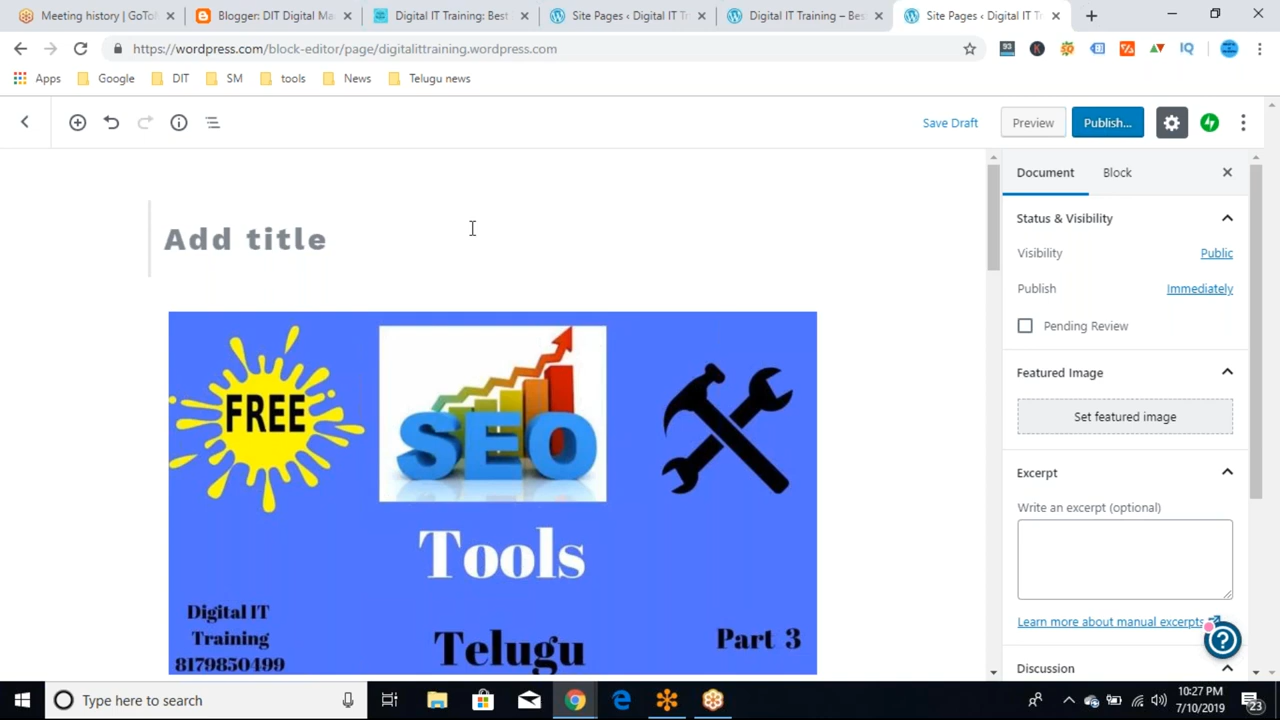 Meeting history | GoTo
Blogger: DIT Digital Ma
Digital IT Training: Best
Site Pages ‹ Digital IT Tr
Digital IT Training – Bes
Site Pages ‹ Digital IT Tr
https://wordpress.com/block-editor/page/digitalittraining.wordpress.com
93
K
IQ
Apps
Google
DIT
SM
tools
News
Telugu news
Save Draft
Preview
Publish...
Document
Block
Add title
Status & Visibility
Visibility
Public
Publish
Immediately
Pending Review
Featured Image
Set featured image
Excerpt
Write an excerpt (optional)
Learn more about manual excerpts
Discussion
FREE
SEO
Tools
Digital IT
Training
8179850499
Telugu
Part 3
Type here to search
10:27 PM
7/10/2019
23